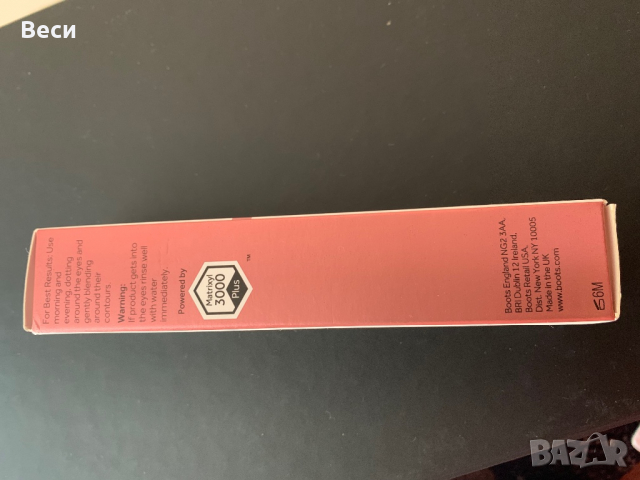 Веси
For Best Results: Use
morning and
evening, dotting
around the eyes and
gently blending
around their
contours.
Warning:
If product gets into
the eyes rinse well
with water
immediately.
Powered by
Matrixyl
3000
Plus
™
Boots England NG2 3AA.
BRI Dublin 12 Ireland.
Boots Retail USA,
Dist. New York NY 10005
Made in the UK
www.boots.com
6M
BAZAR